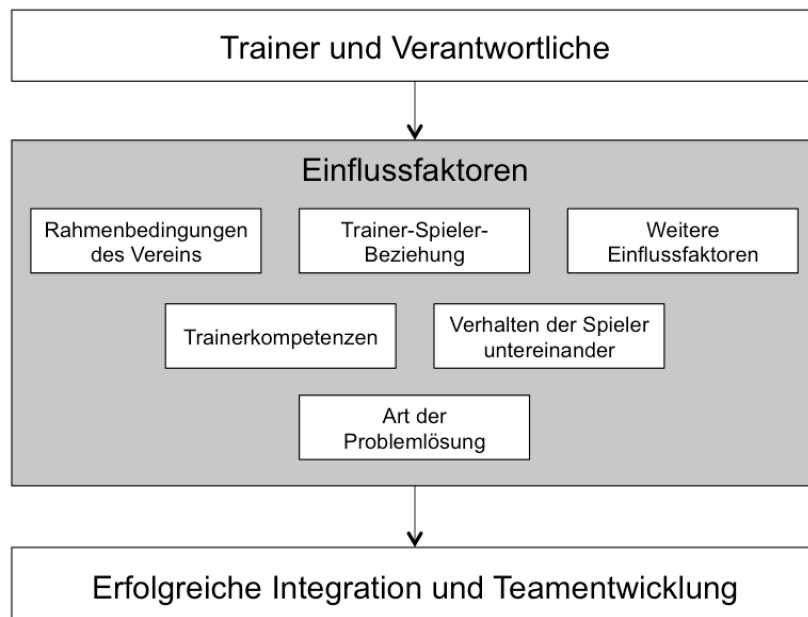 Trainer und Verantwortliche
Einflussfaktoren
Rahmenbedingungen
des Vereins
Trainer-Spieler-
Beziehung
Weitere
Einflussfaktoren
Trainerkompetenzen
Verhalten der Spieler
untereinander
Art der
Problemlösung
Erfolgreiche Integration und Teamentwicklung